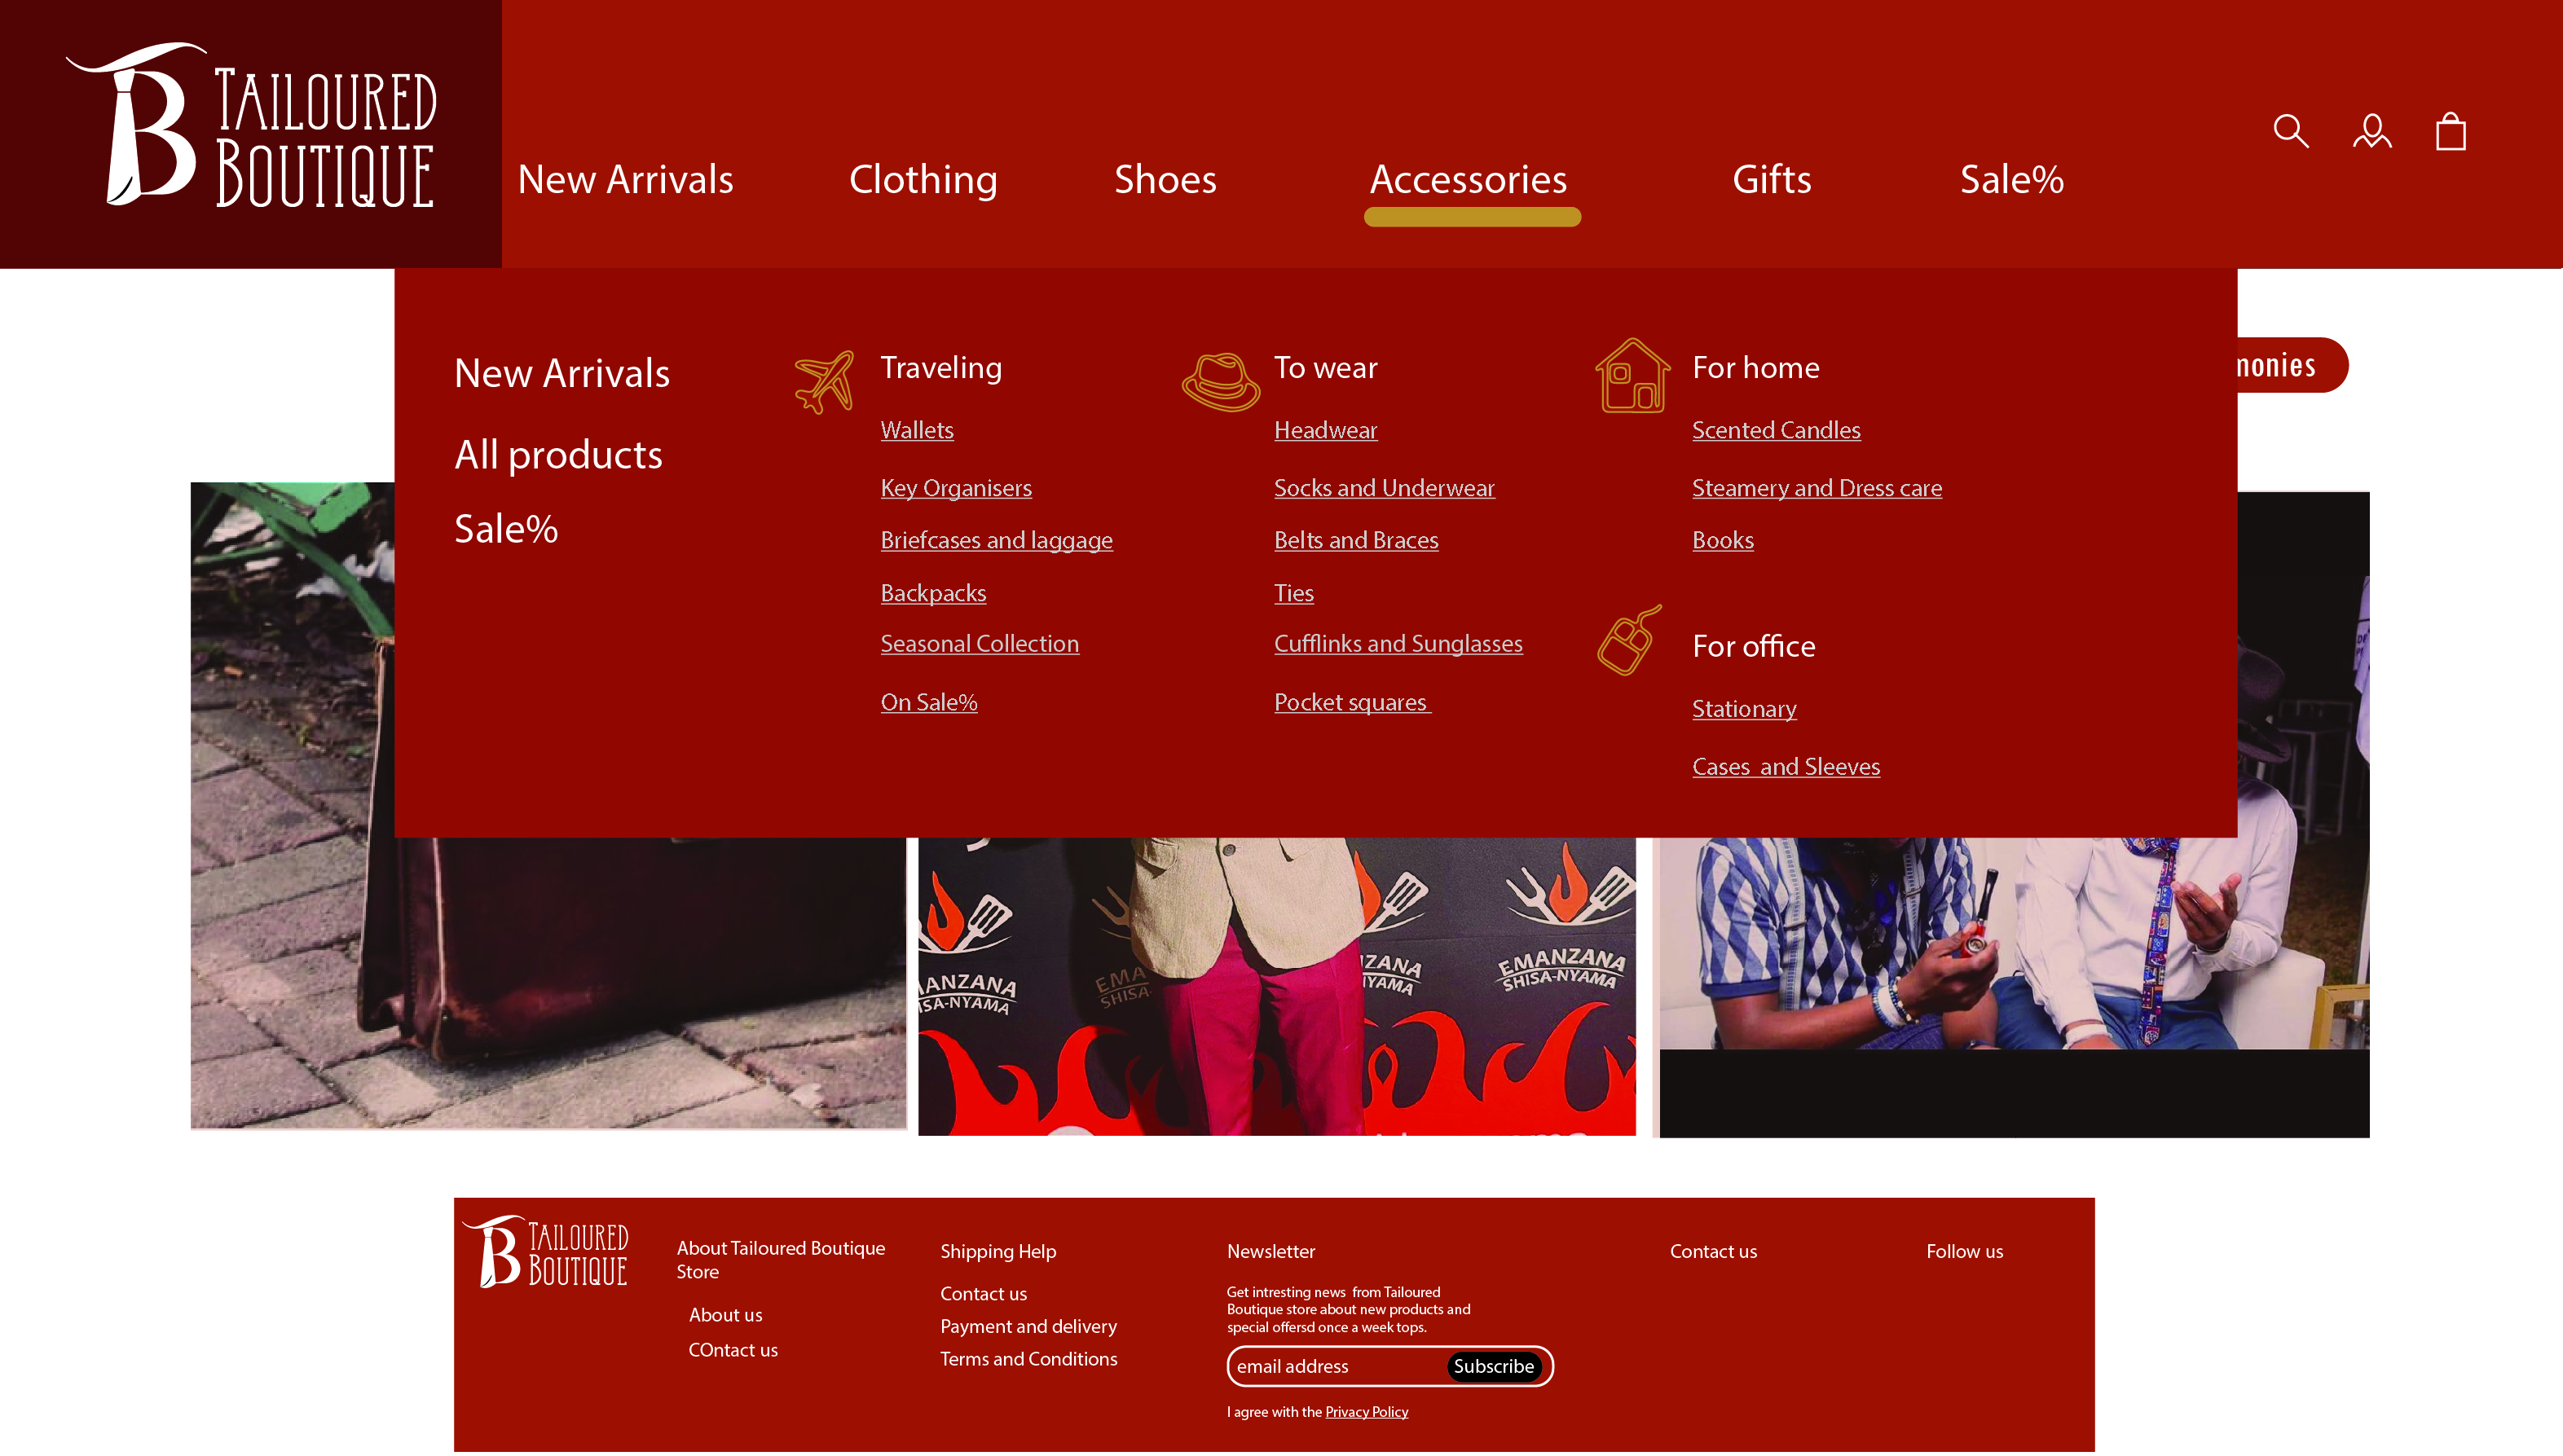 TAILOURED
BOUTIQUE
New Arrivals
Clothing
Shoes
Accessories
Gifts
Sale%
New Arrivals
All products
Sale%
Traveling
Wallets
Key Organisers
Briefcases and laggage
Backpacks
Seasonal Collection
On Sale%
To wear
Headwear
Socks and Underwear
Belts and Braces
Ties
Cufflinks and Sunglasses
Pocket squares
For home
Scented Candles
Steamery and Dress care
Books
For office
Stationary
Cases and Sleeves
monies
ANZANA
SA-NYAMA
EMA
SHISA-
ZANA
NYAMA
EMANZANA
SHISA-NYAMA
TAILOURED
BOUTIQUE
About Tailoured Boutique
Store
About us
COntact us
Shipping Help
Contact us
Payment and delivery
Terms and Conditions
Newsletter
Get intresting news from Tailoured
Boutique store about new products and
special offersd once a week tops.
email address
Subscribe
I agree with the Privacy Policy
Contact us
Follow us